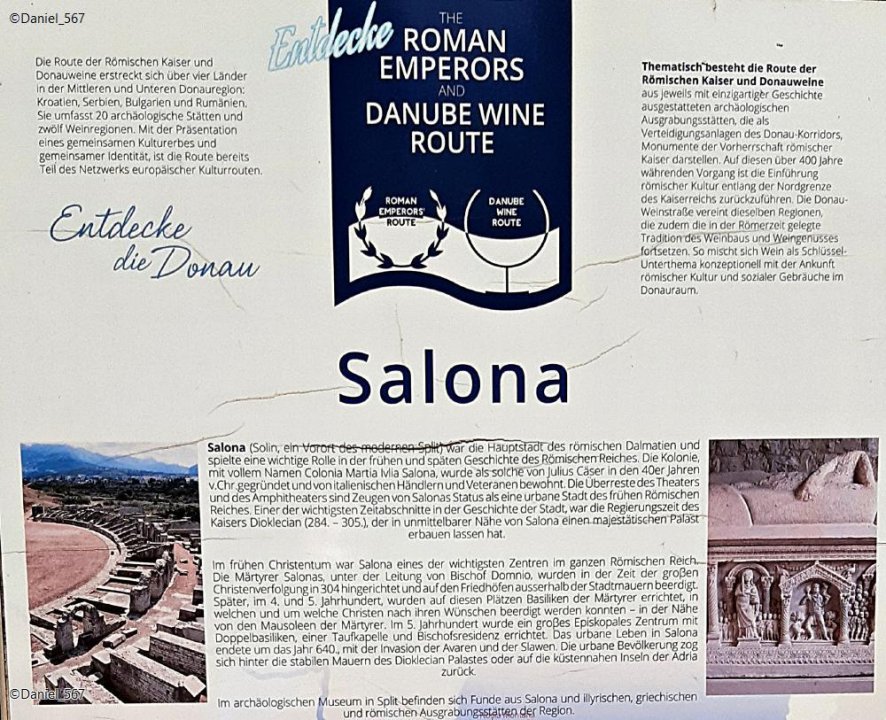 ©Daniel_567
Entdecke
THE
ROMAN
EMPERORS
AND
DANUBE WINE
ROUTE
Die Route der Römischen Kaiser und
Donauweine erstreckt sich über vier Länder
in der Mittleren und Unteren Donauregion:
Kroatien, Serbien, Bulgarien und Rumänien.
Sie umfasst 20 archäologische Stätten und
zwölf Weinregionen. Mit der Präsentation
eines gemeinsamen Kulturerbes und
gemeinsamer Identität, ist die Route bereits
Teil des Netzwerks europäischer Kulturrouten.
Entdecke
die Donau
ROMAN
EMPERORS'
ROUTE
DANUBE
WINE
ROUTE
Thematisch besteht die Route der
Römischen Kaiser und Donauweine
aus jeweils mit einzigartiger Geschichte
ausgestatteten archäologischen
Ausgrabungsstätten, die als
Verteidigungsanlagen des Donau-Korridors,
Monumente der Vorherrschaft römischer
Kaiser darstellen. Auf diesen über 400 Jahre
währenden Vorgang ist die Einführung
römischer Kultur entlang der Nordgrenze
des Kaiserreichs zurückzuführen. Die Donau-
Weinstraße vereint dieselben Regionen,
die zudem die in der Römerzeit gelegte
Tradition des Weinbaus und Weingenusses
fortsetzen. So mischt sich Wein als Schlüssel-
Unterthema konzeptionell mit der Ankunft
römischer Kultur und sozialer Gebräuche im
Donauraum.
Salona
Salona (Solin, ein Vorort des modernen Split) war die Hauptstadt des römischen Dalmatien und
spielte eine wichtige Rolle in der frühen und späten Geschichte des Römischen Reiches. Die Kolonie,
mit vollem Namen Colonia Martia Ivlia Salona, wurde als solche von Julius Cäser in den 40er Jahren
v.Chr.gegründet und von italienischen Händlern und Veteranen bewohnt. Die Überreste des Theaters
und des Amphitheaters sind Zeugen von Salonas Status als eine urbane Stadt des frühen Römischen
Reiches. Einer der wichtigsten Zeitabschnitte in der Geschichte der Stadt, war die Regierungszeit des
Kaisers Dioklecian (284. – 305.), der in unmittelbarer Nähe von Salona einen majestätischen Palast
erbauen lassen hat.
Im frühen Christentum war Salona eines der wichtigsten Zentren im ganzen Römischen Reich.
Die Märtyrer Salonas, unter der Leitung von Bischof Domnio, wurden in der Zeit der großen
Christenverfolgung in 304 hingerichtet und auf den Friedhöfen ausserhalb der Stadtmauern beerdigt.
Später, im 4. und 5. Jahrhundert, wurden auf diesen Plätzen Basiliken der Märtyrer errichtet, in
welchen und um welche Christen nach ihren Wünschen beerdigt werden konnten – in der Nähe
von den Mausoleen der Märtyrer. Im 5. Jahrhundert wurde ein großes Episkopales Zentrum mit
Doppelbasiliken, einer Taufkapelle und Bischofsresidenz errichtet. Das urbane Leben in Salona
endete um das Jahr 640., mit der Invasion der Avaren und der Slawen. Die urbane Bevölkerung zog
sich hinter die stabilen Mauern des Dioklecian Palastes oder auf die küstennahen Inseln der Adria
zurück.
Im archäologischen Museum in Split befinden sich Funde aus Salona und illyrischen, griechischen
und römischen Ausgrabungsstätten der Region.
©Daniel_567